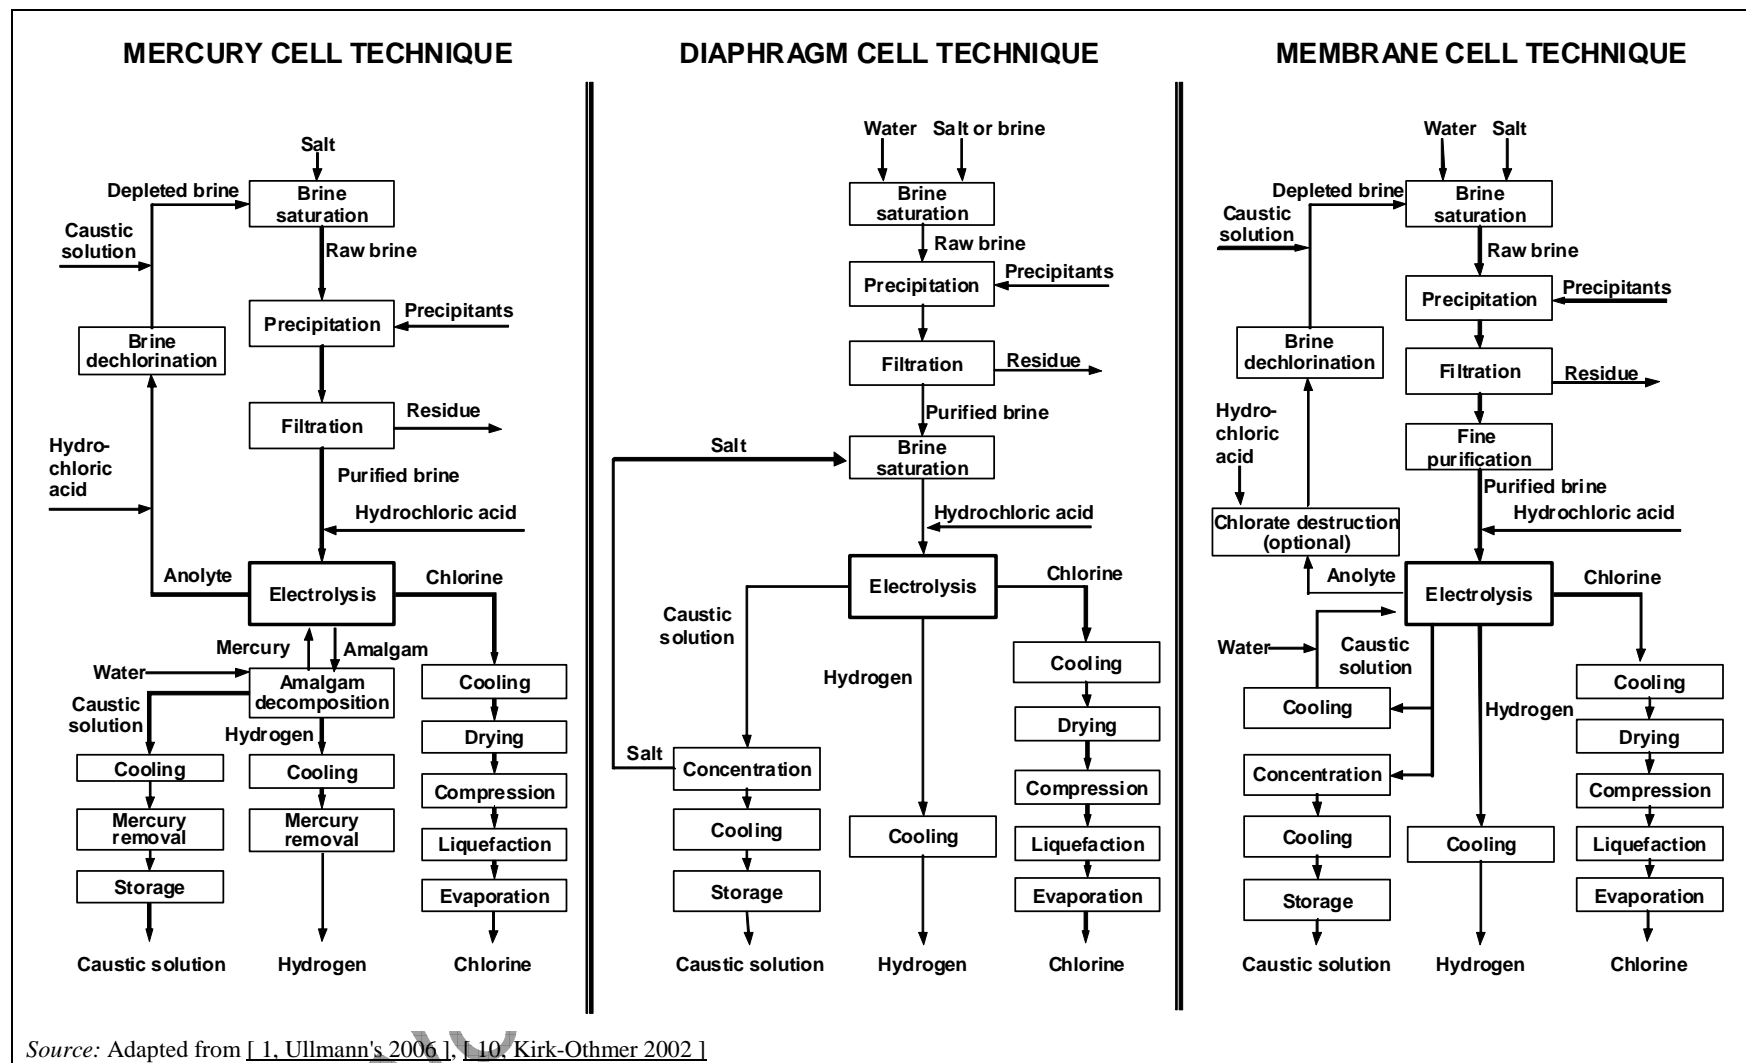 MERCURY CELL TECHNIQUE
Salt
Brine
saturation
Depleted brine
Caustic
solution
Raw brine
Precipitation
Precipitants
Brine
dechlorination
Filtration
Residue
Hydro-
chloric
acid
Purified brine
Hydrochloric acid
Anolyte
Electrolysis
Chlorine
Mercury
Amalgam
Water
Amalgam
decomposition
Caustic
solution
Hydrogen
Cooling
Mercury
removal
Storage
Caustic solution
Cooling
Mercury
removal
Hydrogen
Cooling
Drying
Compression
Liquefaction
Evaporation
Chlorine
DIAPHRAGM CELL TECHNIQUE
Water
Salt or brine
Brine
saturation
Raw brine
Precipitation
Precipitants
Filtration
Residue
Purified brine
Salt
Brine
saturation
Hydrochloric acid
Electrolysis
Chlorine
Caustic
solution
Hydrogen
Salt
Concentration
Cooling
Storage
Caustic solution
Cooling
Hydrogen
Cooling
Drying
Compression
Liquefaction
Evaporation
Chlorine
MEMBRANE CELL TECHNIQUE
Water
Salt
Brine
saturation
Depleted brine
Caustic
solution
Raw brine
Precipitation
Precipitants
Brine
dechlorination
Filtration
Residue
Hydro-
chloric
acid
Fine
purification
Purified brine
Hydrochloric acid
Chlorate destruction
(optional)
Anolyte
Electrolysis
Chlorine
Water
Caustic
solution
Cooling
Hydrogen
Concentration
Cooling
Storage
Caustic solution
Cooling
Hydrogen
Cooling
Drying
Compression
Liquefaction
Evaporation
Chlorine
Source: Adapted from [ 1, Ullmann's 2006 ], [ 10, Kirk-Othmer 2002 ]